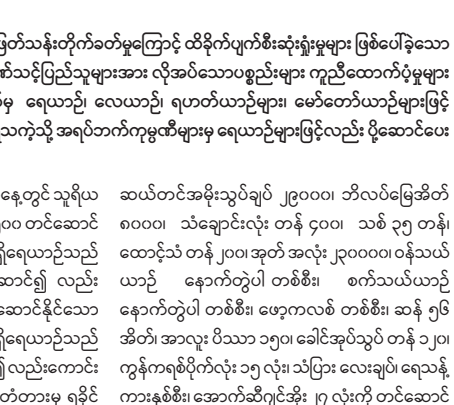 ဖြတ်သန်းတိုက်ခတ်မှုကြောင့် ထိခိုက်ပျက်စီးဆုံးရှုံးမှုများ ဖြစ်ပေါ်ခဲ့သော
ဏ်သင့်ပြည်သူများအား လိုအပ်သောပစ္စည်းများ ကူညီထောက်ပံ့မှုများ
မှ ရေယာဉ်၊ လေယာဉ်၊ ရဟတ်ယာဉ်များ၊ မော်တော်ယာဉ်များဖြင့်
သကဲ့သို့ အရပ်ဘက်ကုမ္ပဏီများမှ ရေယာဉ်များဖြင့်လည်း ပို့ဆောင်ပေး
နေ့တွင် သူရိယ
၅၀၀ တင်ဆောင်
ရှိရေယာဉ်သည်
ဆောင်၍ လည်း
ဆောင်နိုင်သော
ရှိရေယာဉ်သည်
၍ လည်းကောင်း
တံတားမှ ရခိုင်
ဆယ်တင်အမိုးသွပ်ချပ် ၂၉၀၀၀၊ ဘိလပ်မြေအိတ်
၈၀၀၀၊ သံချောင်းလုံး တန် ၄၀၀၊ သစ် ၃၅ တန်၊
ထောင့်သံ တန် ၂၀၀၊ အုတ် အလုံး ၂၃၀၀၀၀၊ ဝန်သယ်
ယာဉ် နောက်တွဲပါ တစ်စီး၊ စက်သယ်ယာဉ်
နောက်တွဲပါ တစ်စီး၊ ဖော့ကလစ် တစ်စီး၊ ဆန် ၅၆
အိတ်၊ အာလူး ပိဿာ ၁၅၀၊ ခေါင်အုပ်သွပ် တန် ၁၂၀၊
ကွန်ကရစ်ပိုက်လုံး ၁၅ လုံး၊ သံပြား လေးချပ်၊ ရေသန့်
ကားနှစ်စီး၊ အောက်ဆီဂျင်အိုး ၂၇ လုံးကို တင်ဆောင်